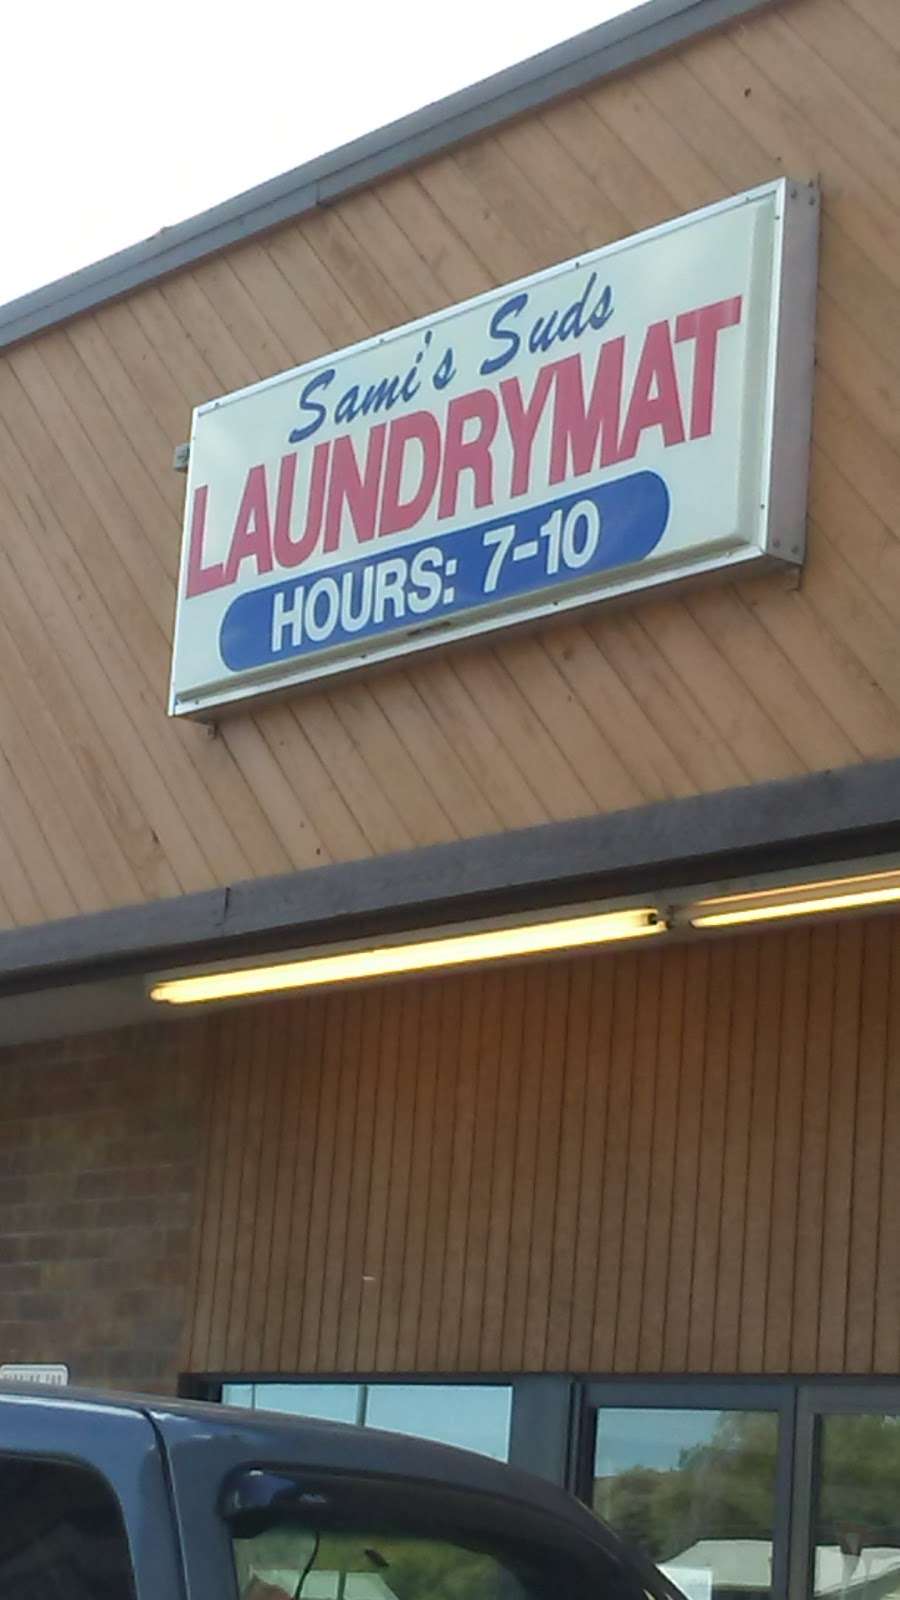 Sami's Suds
LAUNDRYMAT
HOURS: 7-10